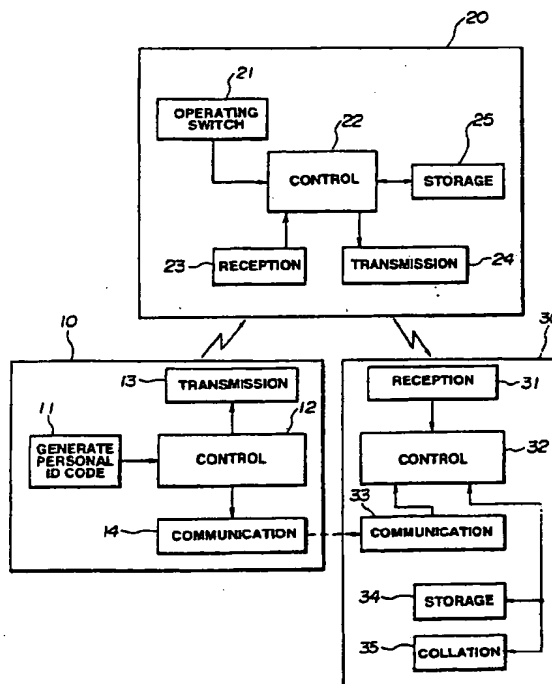 20
21
OPERATING
SWITCH
22
25
CONTROL
STORAGE
23
RECEPTION
TRANSMISSION
24
10
13
TRANSMISSION
11
12
GENERATE
PERSONAL
ID CODE
CONTROL
14
COMMUNICATION
RECEPTION
31
CONTROL
32
33
COMMUNICATION
34
STORAGE
35
COLLATION